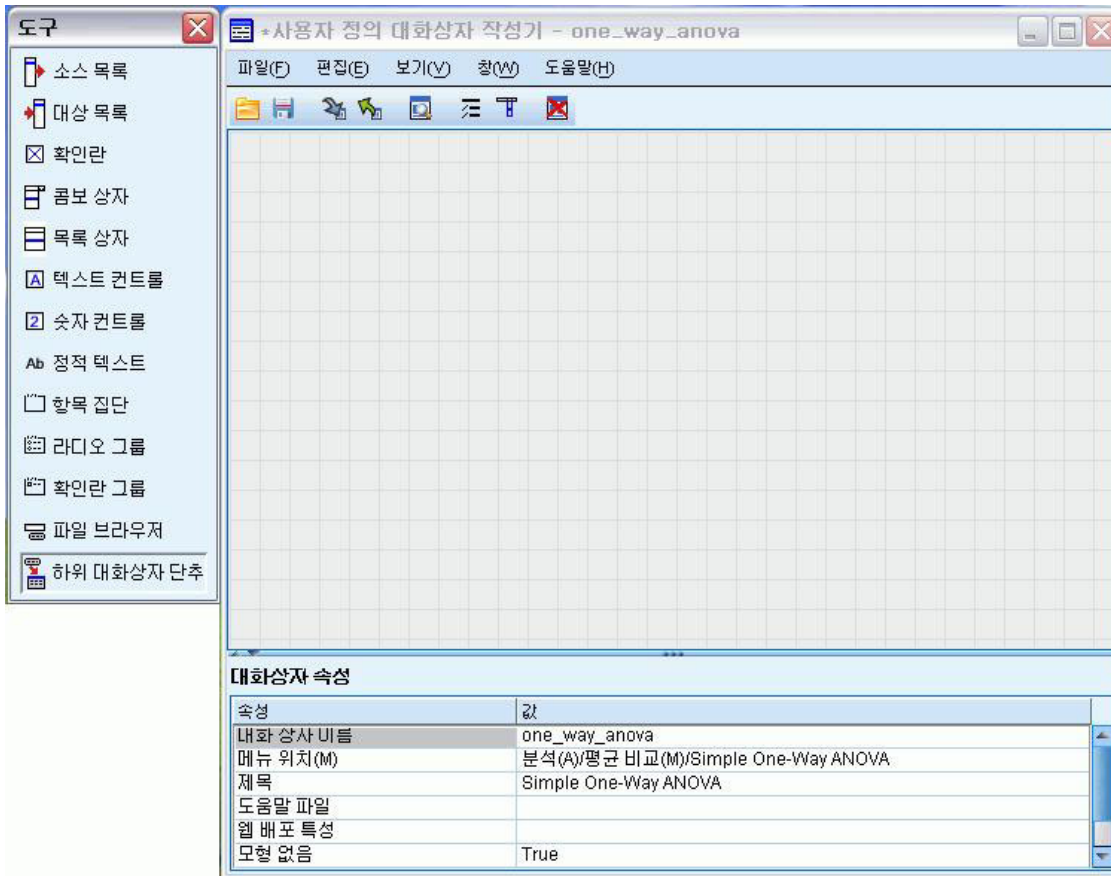 도구
소스 목록
대상 목록
확인란
콤보 상자
목록 상자
A 텍스트 컨트롤
2 숫자 컨트롤
Ab 정적 텍스트
항목 집단
라디오 그룹
확인란 그룹
파일 브라우저
하위 대화상자 단추
*사용자 정의 대화상자 작성기 - one_way_anova
파일(F) 편집(E) 보기(V) 창(W) 도움말(H)
대화상자 속성
속성 값
대화 상자 이름 one_way_anova
메뉴 위치(M) 분석(A)/평균 비교(M)/Simple One-Way ANOVA
제목 Simple One-Way ANOVA
도움말 파일
웹 배포 특성
모형 없음 True